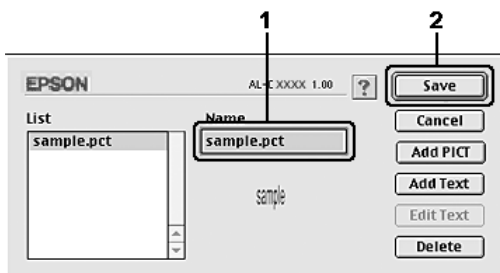 1 2
EPSON AL-C XXXX 1.00 ? Save
List Name Cancel
sample.pct sample.pct
Add PICT
sample Add Text
Edit Text
Delete